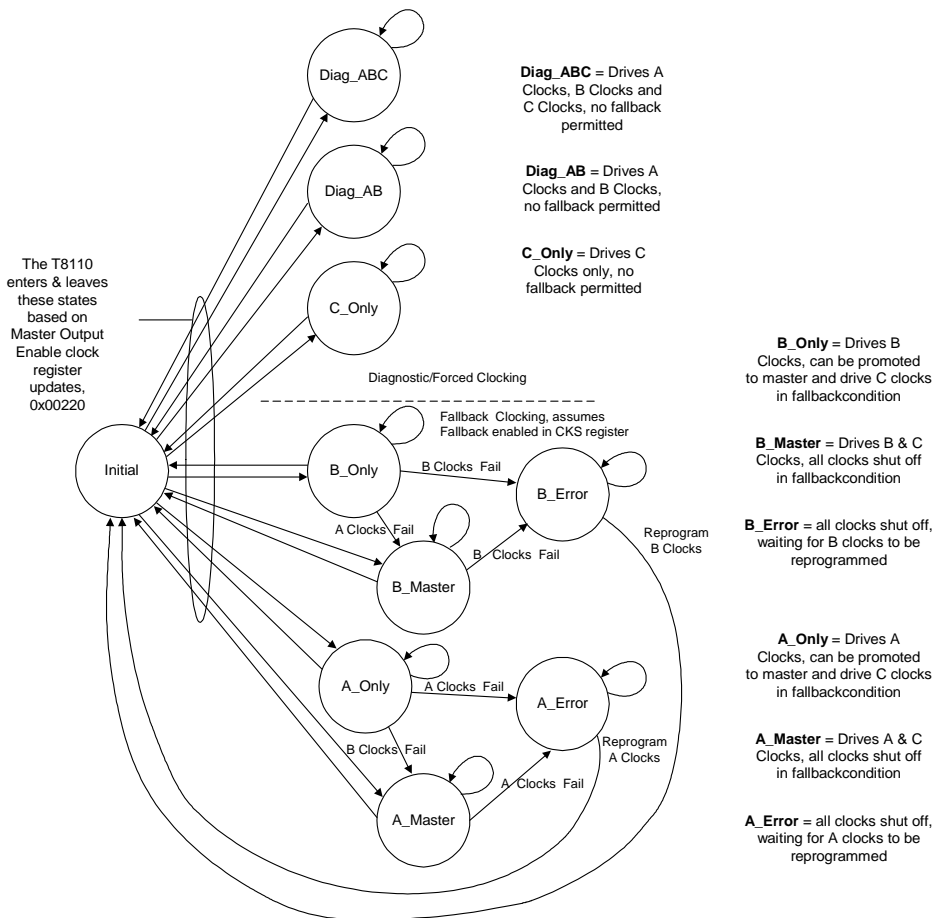 Diag_ABC
Diag_ABC = Drives A
Clocks, B Clocks and
C Clocks, no fallback
permitted
Diag_AB
Diag_AB = Drives A
Clocks and B Clocks,
no fallback permitted
C_Only
C_Only = Drives C
Clocks only, no
fallback permitted
The T8110
enters & leaves
these states
based on
Master Output
Enable clock
register
updates,
0x00220
Diagnostic/Forced Clocking
Fallback Clocking, assumes
Fallback enabled in CKS register
Initial
B_Only
B Clocks Fail
B_Error
A Clocks Fail
B_Master
B Clocks Fail
Reprogram
B Clocks
B_Only = Drives B
Clocks, can be promoted
to master and drive C clocks
in fallbackcondition
B_Master = Drives B & C
Clocks, all clocks shut off
in fallbackcondition
B_Error = all clocks shut off,
waiting for B clocks to be
reprogrammed
A_Only
A Clocks Fail
A_Error
B Clocks Fail
A_Master
A Clocks Fail
Reprogram
A Clocks
A_Only = Drives A
Clocks, can be promoted
to master and drive C clocks
in fallbackcondition
A_Master = Drives A & C
Clocks, all clocks shut off
in fallbackcondition
A_Error = all clocks shut off,
waiting for A clocks to be
reprogrammed